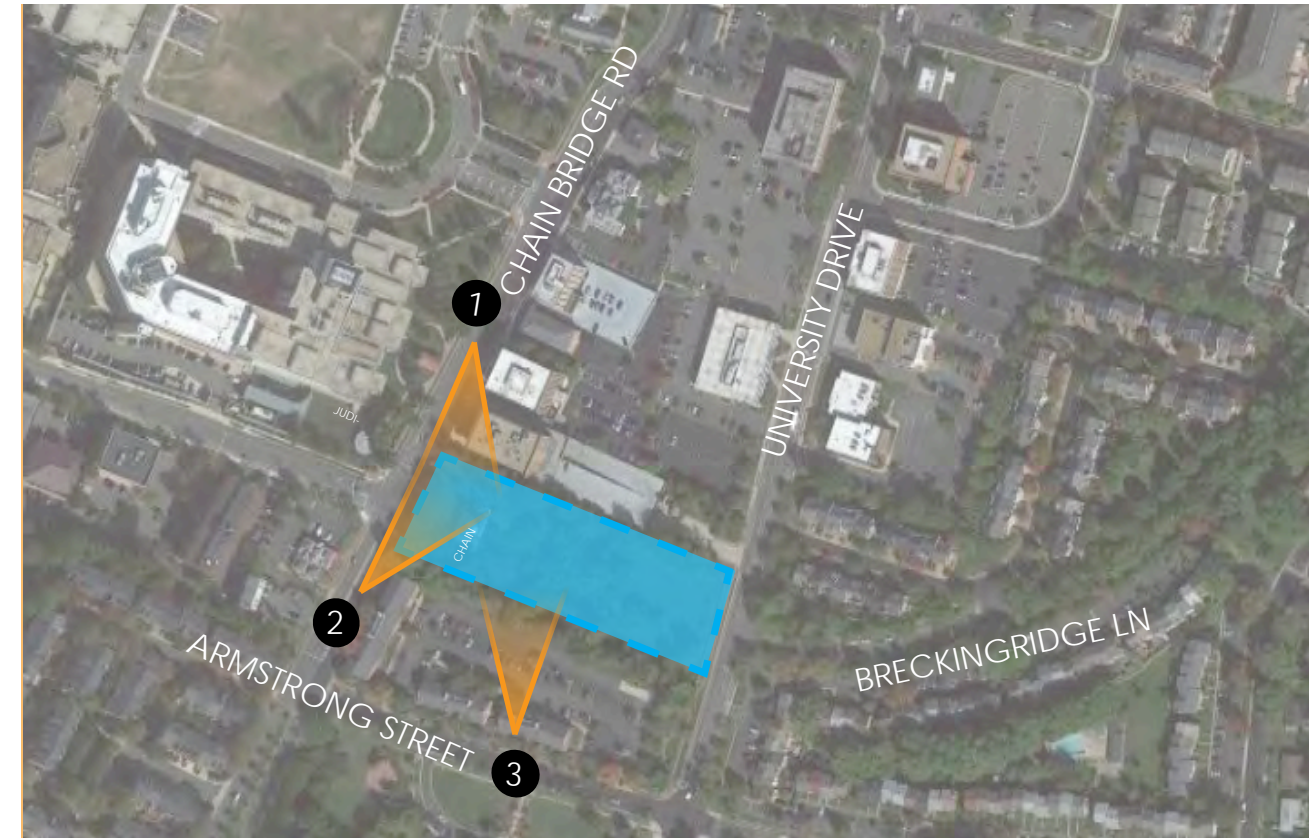 CHAIN BRIDGE RD
UNIVERSITY DRIVE
1
JUDI-
CHAIN
2
ARMSTRONG STREET
3
BRECKINGRIDGE LN